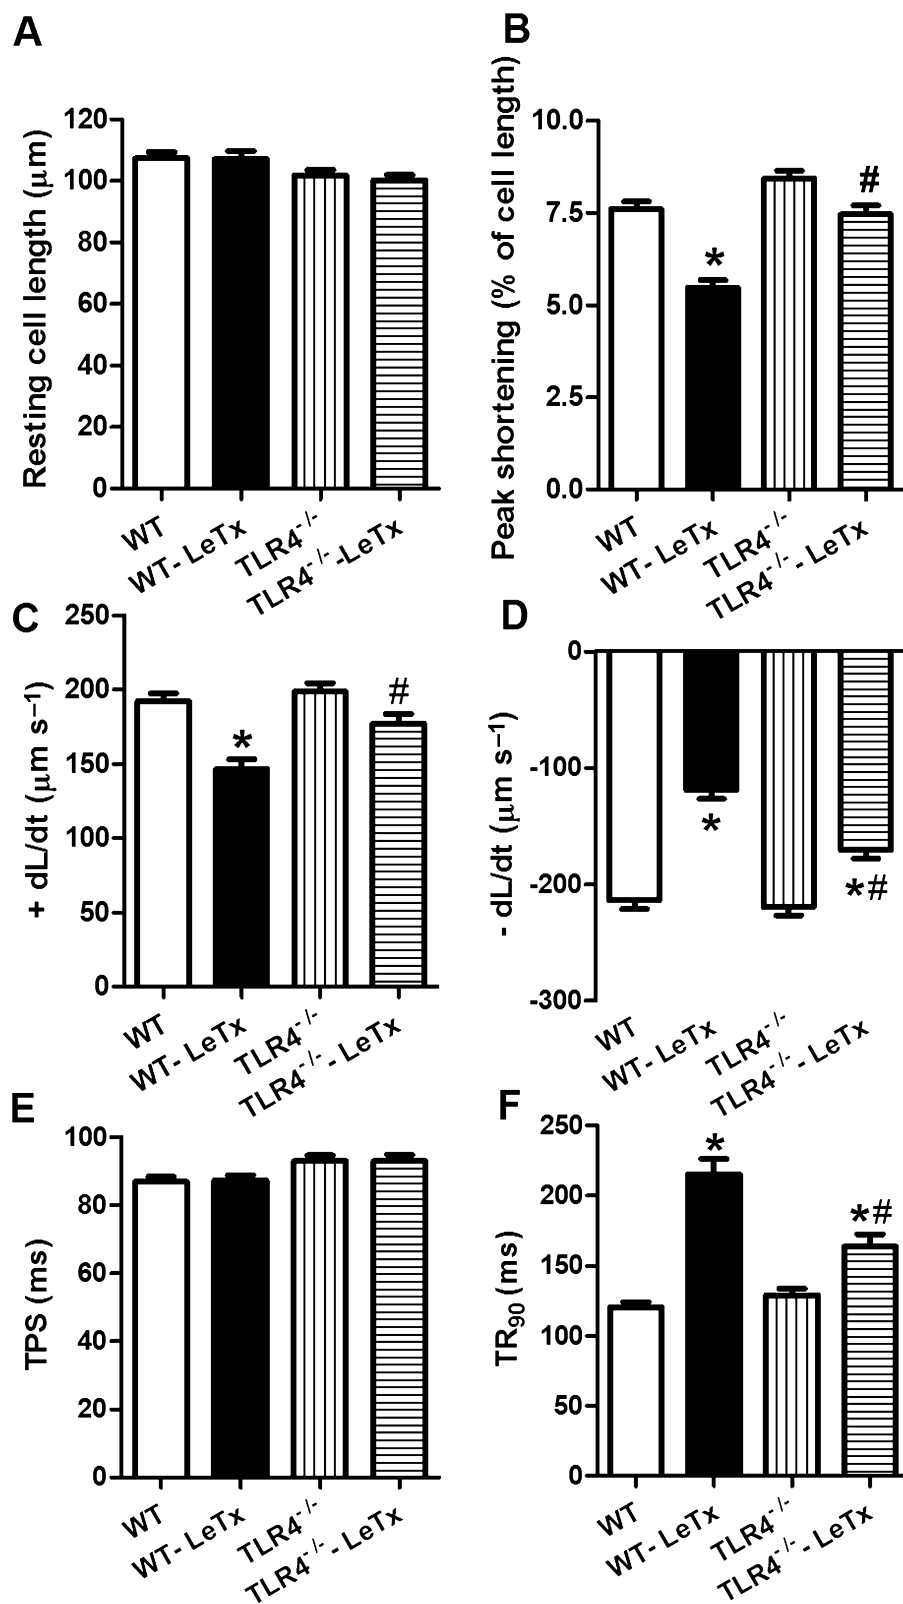 A
Resting cell length (μm)
120
100
80
60
40
20
0
WT
WT- LeTx
TLR4-/-
TLR4-/--LeTx
B
Peak shortening (% of cell length)
10.0
7.5
5.0
2.5
0.0
*
#
WT
WT- LeTx
TLR4-/-
TLR4-/-- LeTx
C
+ dL/dt (μm s−1)
250
200
150
100
50
0
*
#
WT
WT- LeTx
TLR4-/-
TLR4-/-- LeTx
D
- dL/dt (μm s−1)
0
-100
-200
-300
*
*#
WT
WT- LeTx
TLR4-/-
TLR4-/-- LeTx
E
TPS (ms)
100
80
60
40
20
0
WT
WT- LeTx
TLR4-/-
TLR4-/-- LeTx
F
TR90 (ms)
250
200
150
100
50
0
*
*#
WT
WT- LeTx
TLR4-/-
TLR4-/-- LeTx